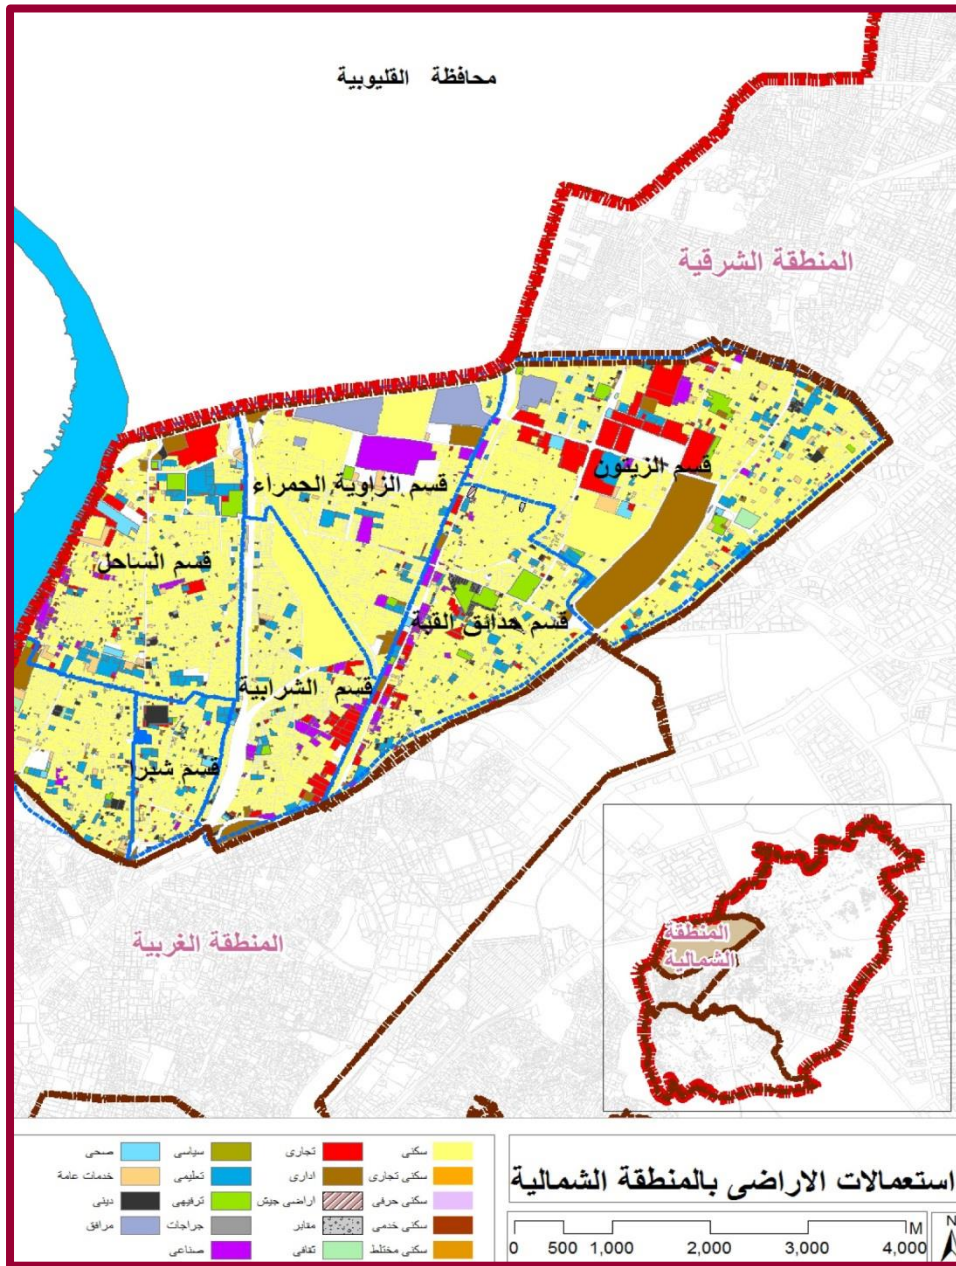 محافظة القليوبية
المنطقة الشرقية
قسم الزيتون
قسم الزاوية الحمراء
قسم الساحل
قسم حدائق القبة
قسم الشرابية
قسم شبرا
المنطقة الغربية
المنطقة
الشمالية
استعمالات الاراضى بالمنطقة الشمالية
سكنى
سكنى تجارى
سكنى حرفى
سكنى خدمى
سكنى مختلط
تجارى
ادارى
اراضى جيش
مقابر
ثقافى
سياسى
تعليمى
ترفيهى
جراجات
صناعى
صحى
خدمات عامة
دينى
مرافق
M
0 500 1,000 2,000 3,000 4,000
N